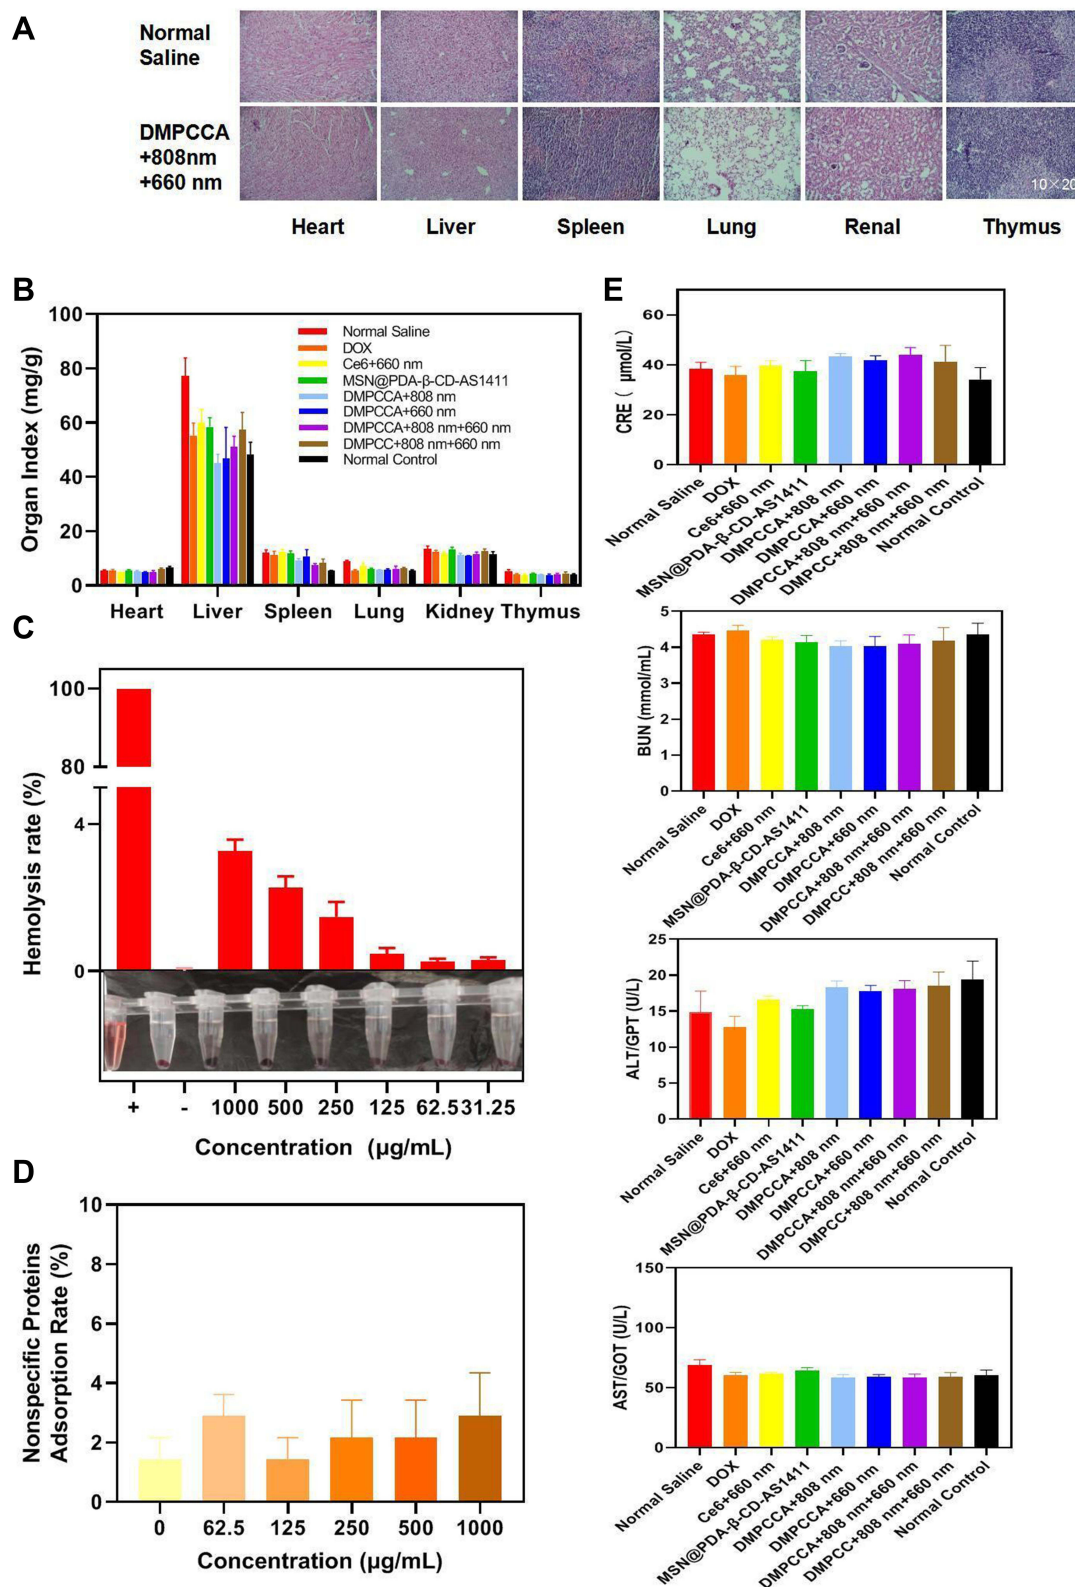 A
Normal
Saline
DMPCCA
+808nm
+660 nm
10×20
Heart
Liver
Spleen
Lung
Renal
Thymus
B
Organ Index (mg/g)
100
80
60
40
20
0
Normal Saline
DOX
Ce6+660 nm
MSN@PDA-β-CD-AS1411
DMPCCA+808 nm
DMPCCA+660 nm
DMPCCA+808 nm+660 nm
DMPCC+808 nm+660 nm
Normal Control
Heart
Liver
Spleen
Lung
Kidney
Thymus
C
Hemolysis rate (%)
100
80
4
0
+
-
1000
500
250
125
62.5
31.25
Concentration (μg/mL)
D
Nonspecific Proteins
Adsorption Rate (%)
10
8
6
4
2
0
0
62.5
125
250
500
1000
Concentration (μg/mL)
E
CRE ( μmol/L)
60
40
20
0
Normal Saline
DOX
Ce6+660 nm
MSN@PDA-β-CD-AS1411
DMPCCA+808 nm
DMPCCA+660 nm
DMPCCA+808 nm+660 nm
DMPCC+808 nm+660 nm
Normal Control
BUN (mmol/mL)
5
4
3
2
1
0
Normal Saline
DOX
Ce6+660 nm
MSN@PDA-β-CD-AS1411
DMPCCA+808 nm
DMPCCA+660 nm
DMPCCA+808 nm+660 nm
DMPCC+808 nm+660 nm
Normal Control
ALT/GPT (U/L)
25
20
15
10
5
0
Normal Saline
DOX
Ce6+660 nm
MSN@PDA-β-CD-AS1411
DMPCCA+808 nm
DMPCCA+660 nm
DMPCCA+808 nm+660 nm
DMPCC+808 nm+660 nm
Normal Control
AST/GOT (U/L)
150
100
50
0
Normal Saline
DOX
Ce6+660 nm
MSN@PDA-β-CD-AS1411
DMPCCA+808 nm
DMPCCA+660 nm
DMPCCA+808 nm+660 nm
DMPCC+808 nm+660 nm
Normal Control